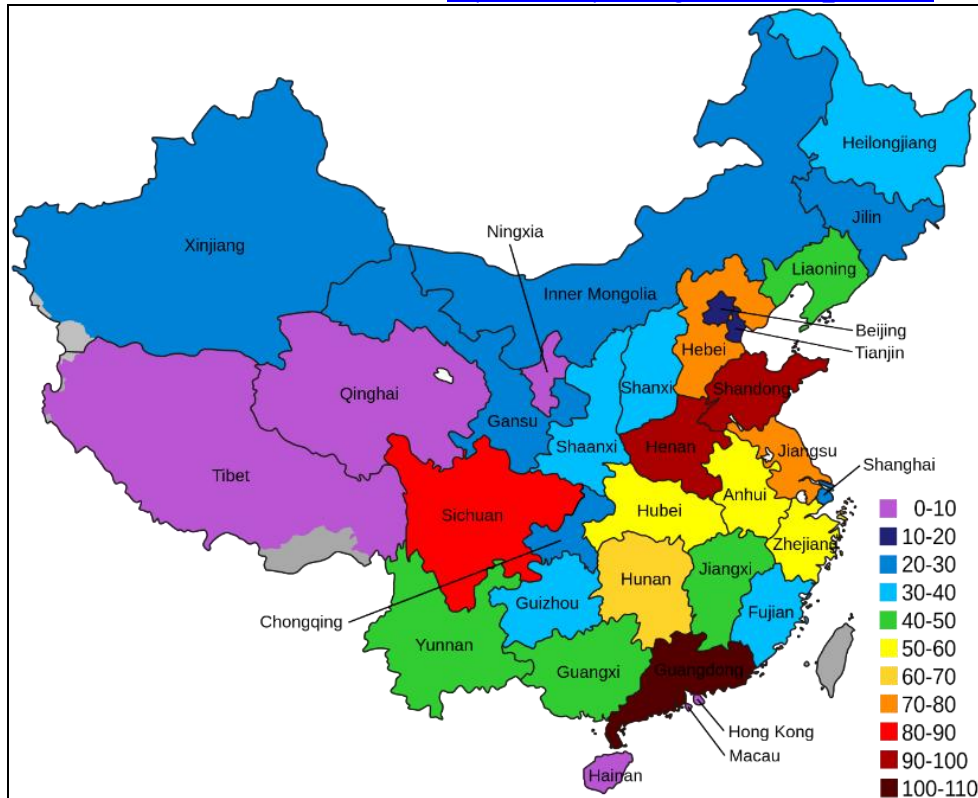 Heilongjiang
Jilin
Ningxia
Xinjiang
Liaoning
Inner Mongolia
Beijing
Tianjin
Hebei
Shanxi
Shandong
Qinghai
Gansu
Shaanxi
Henan
Jiangsu
Shanghai
Tibet
Sichuan
Hubei
Anhui
Zhejiang
Hunan
Jiangxi
Guizhou
Fujian
Chongqing
Yunnan
Guangxi
Guangdong
Hong Kong
Macau
Hainan
0-10
10-20
20-30
30-40
40-50
50-60
60-70
70-80
80-90
90-100
100-110